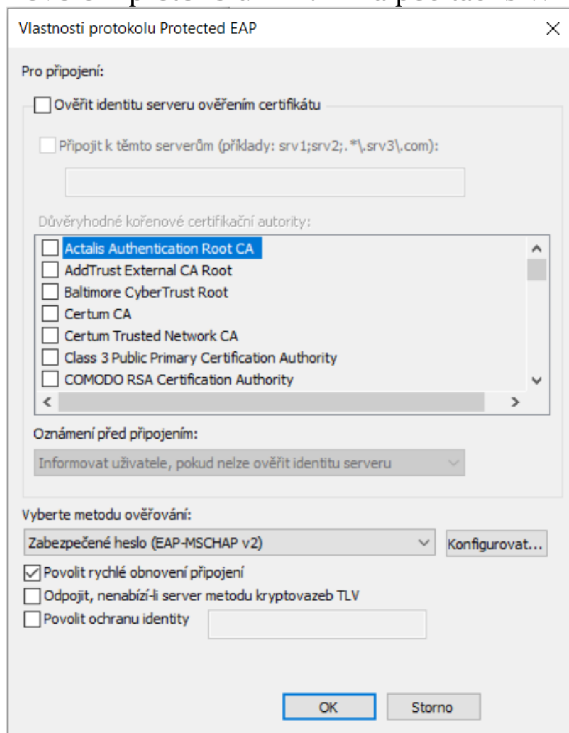 Vlastnosti protokolu Protected EAP
Pro připojení:
Ověřit identitu serveru ověřením certifikátu
Připojit k těmto serverům (příklady: srv1;srv2;.*\.srv3\.com):
Důvěryhodné kořenové certifikační autority:
Actalis Authentication Root CA
AddTrust External CA Root
Baltimore CyberTrust Root
Certum CA
Certum Trusted Network CA
Class 3 Public Primary Certification Authority
COMODO RSA Certification Authority
Oznámení před připojením:
Informovat uživatele, pokud nelze ověřit identitu serveru
Vyberte metodu ověřování:
Zabezpečené heslo (EAP-MSCHAP v2) Konfigurovat...
Povolit rychlé obnovení připojení
Odpojit, nenabízí-li server metodu kryptovazeb TLV
Povolit ochranu identity
OK Storno